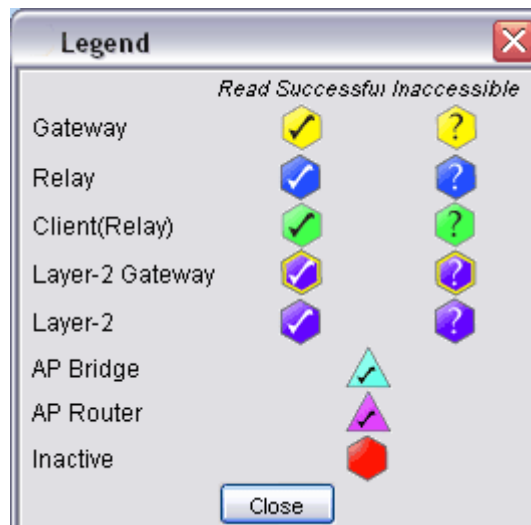 Legend
Read Successful Inaccessible
Gateway ?
Relay ?
Client(Relay) ?
Layer-2 Gateway ?
Layer-2 ?
AP Bridge
AP Router
Inactive
Close